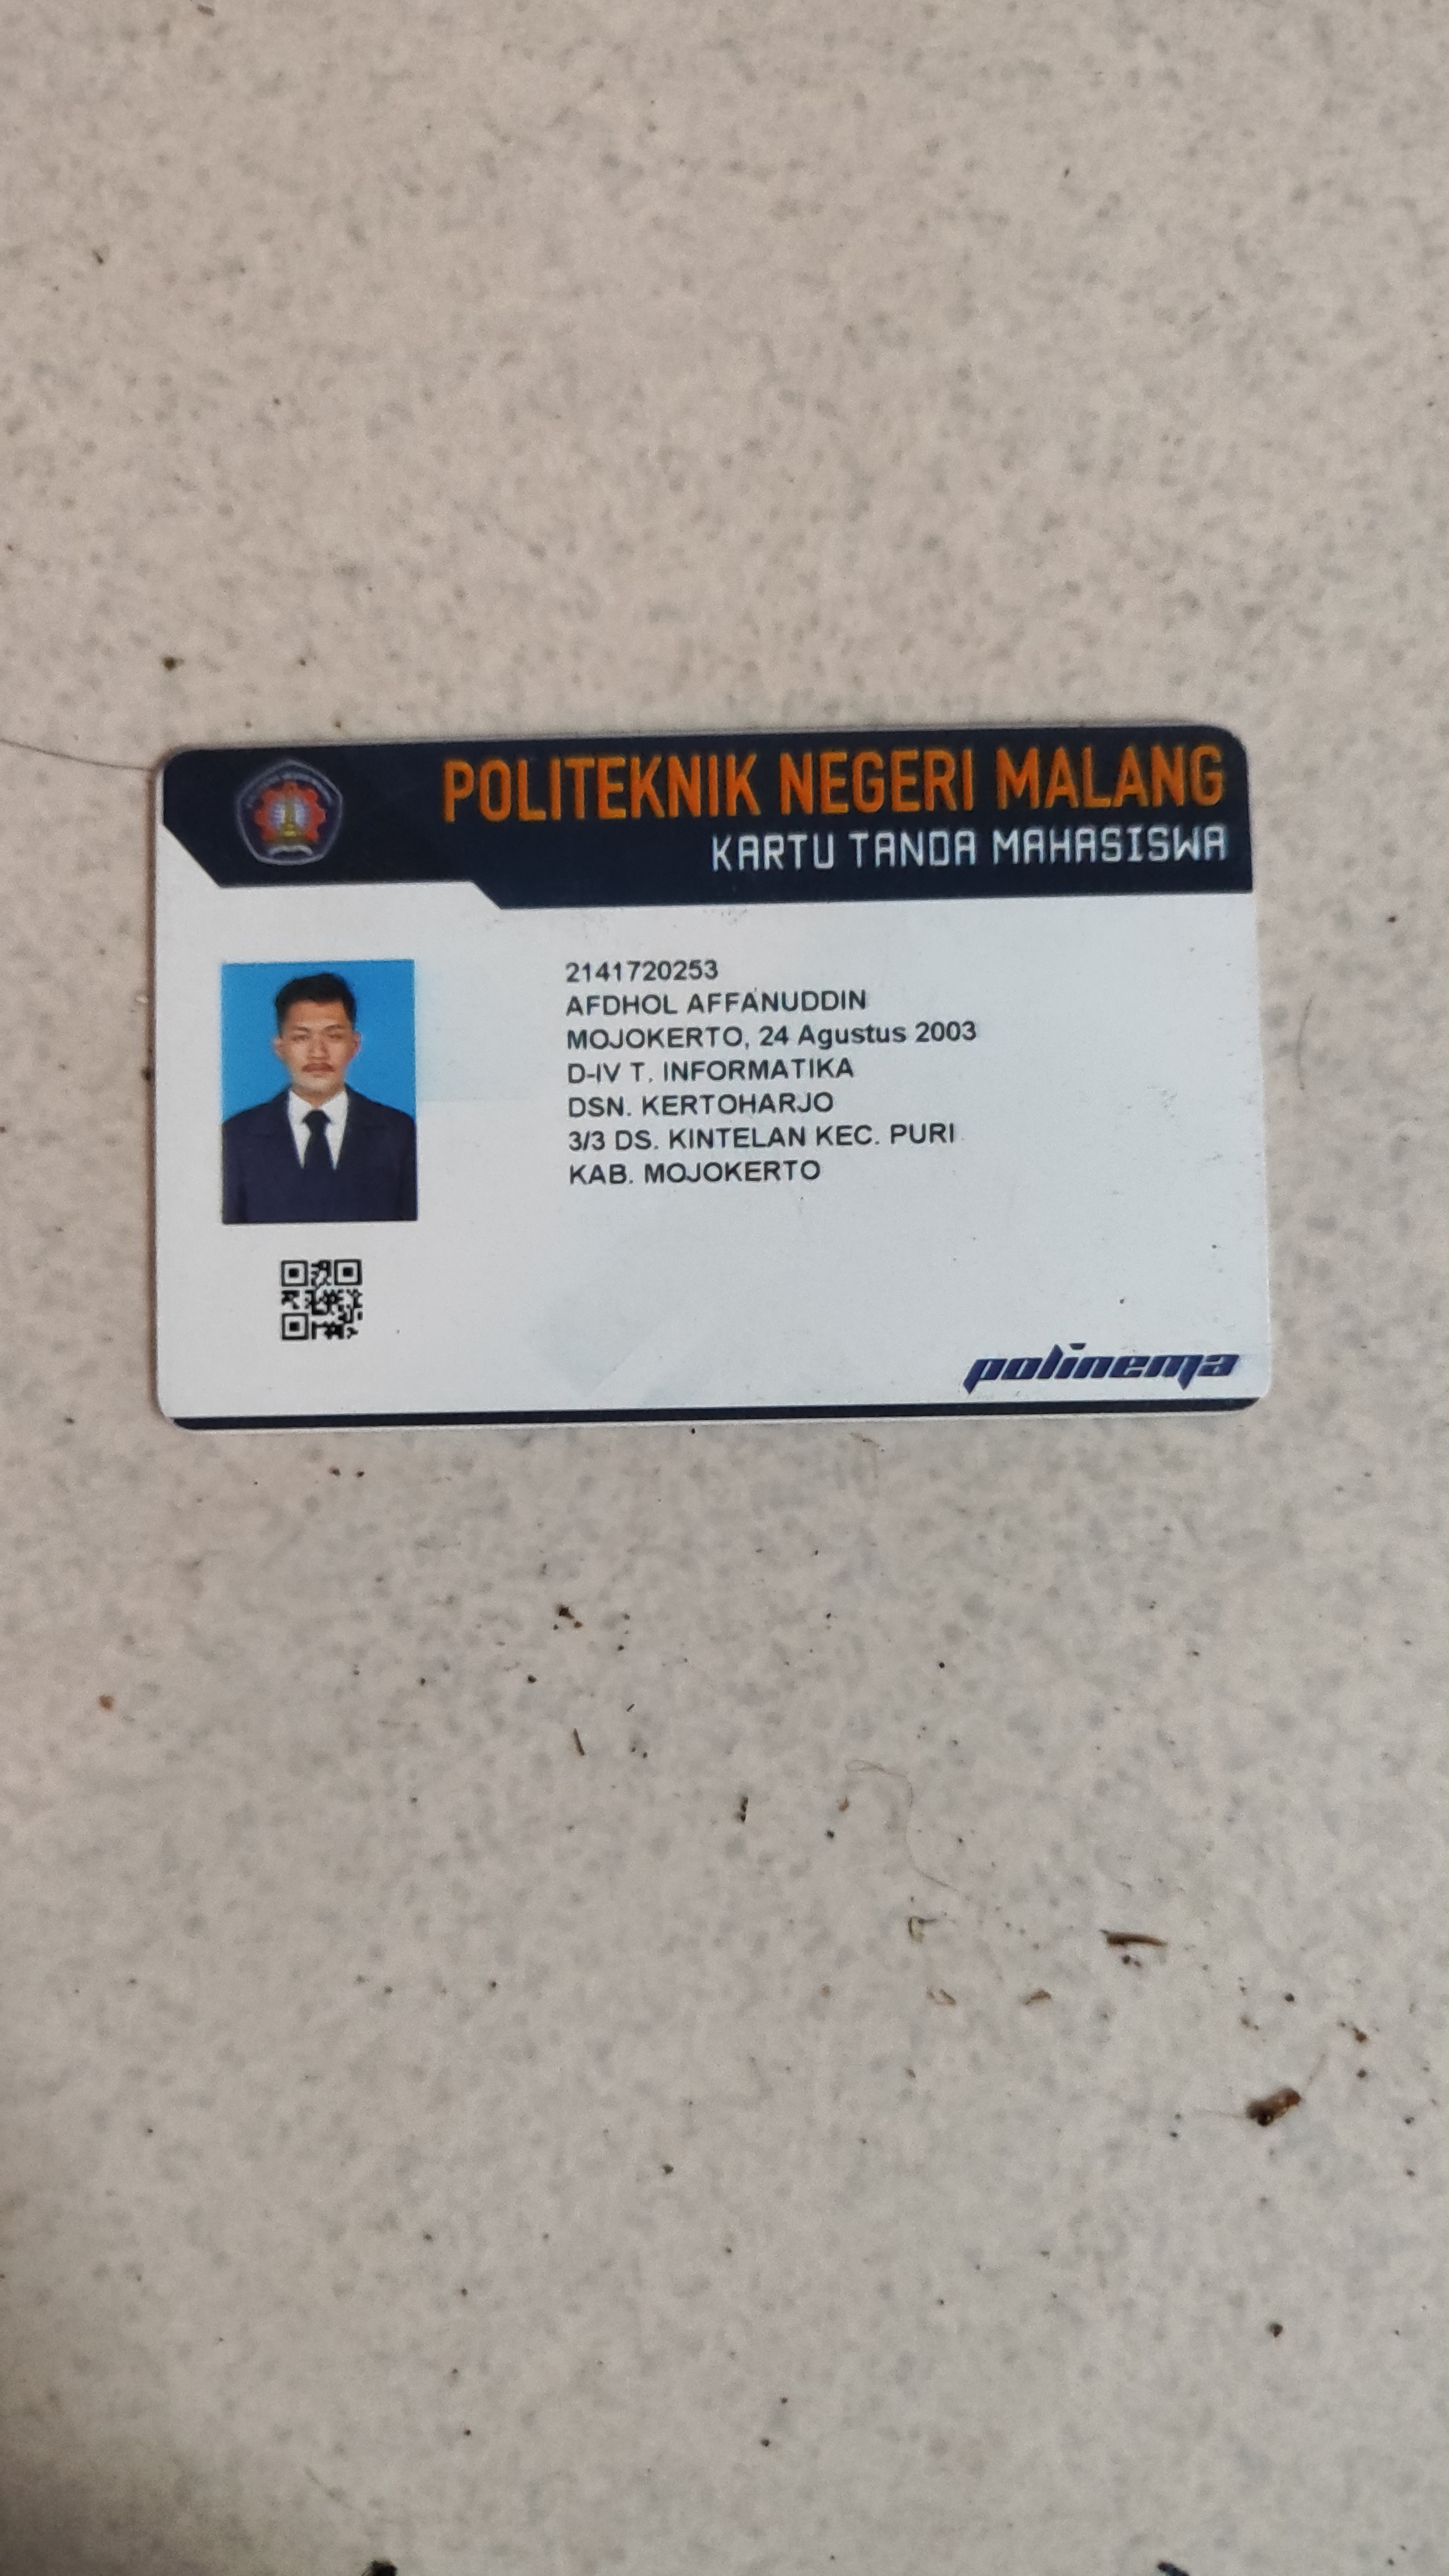 POLITEKNIK NEGERI MALANG
KARTU TANDA MAHASISWA
2141720253
AFDHOL AFFANUDDIN
MOJOKERTO, 24 Agustus 2003
D-IV T. INFORMATIKA
DSN. KERTOHARJO
3/3 DS. KINTELAN KEC. PURI
KAB. MOJOKERTO
polinema